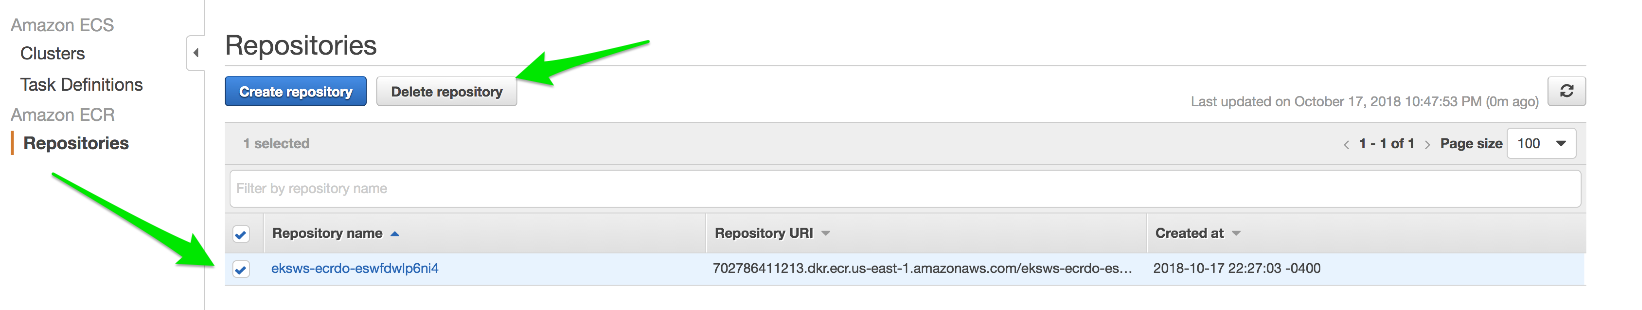 Amazon ECS
Clusters
Task Definitions
Amazon ECR
Repositories
Repositories
Create repository Delete repository
Last updated on October 17, 2018 10:47:53 PM (0m ago)
1 selected 1 - 1 of 1 Page size 100
Filter by repository name
Repository name Repository URI Created at
eksws-ecrdo-eswfdwlp6ni4 702786411213.dkr.ecr.us-east-1.amazonaws.com/eksws-ecrdo-es... 2018-10-17 22:27:03 -0400